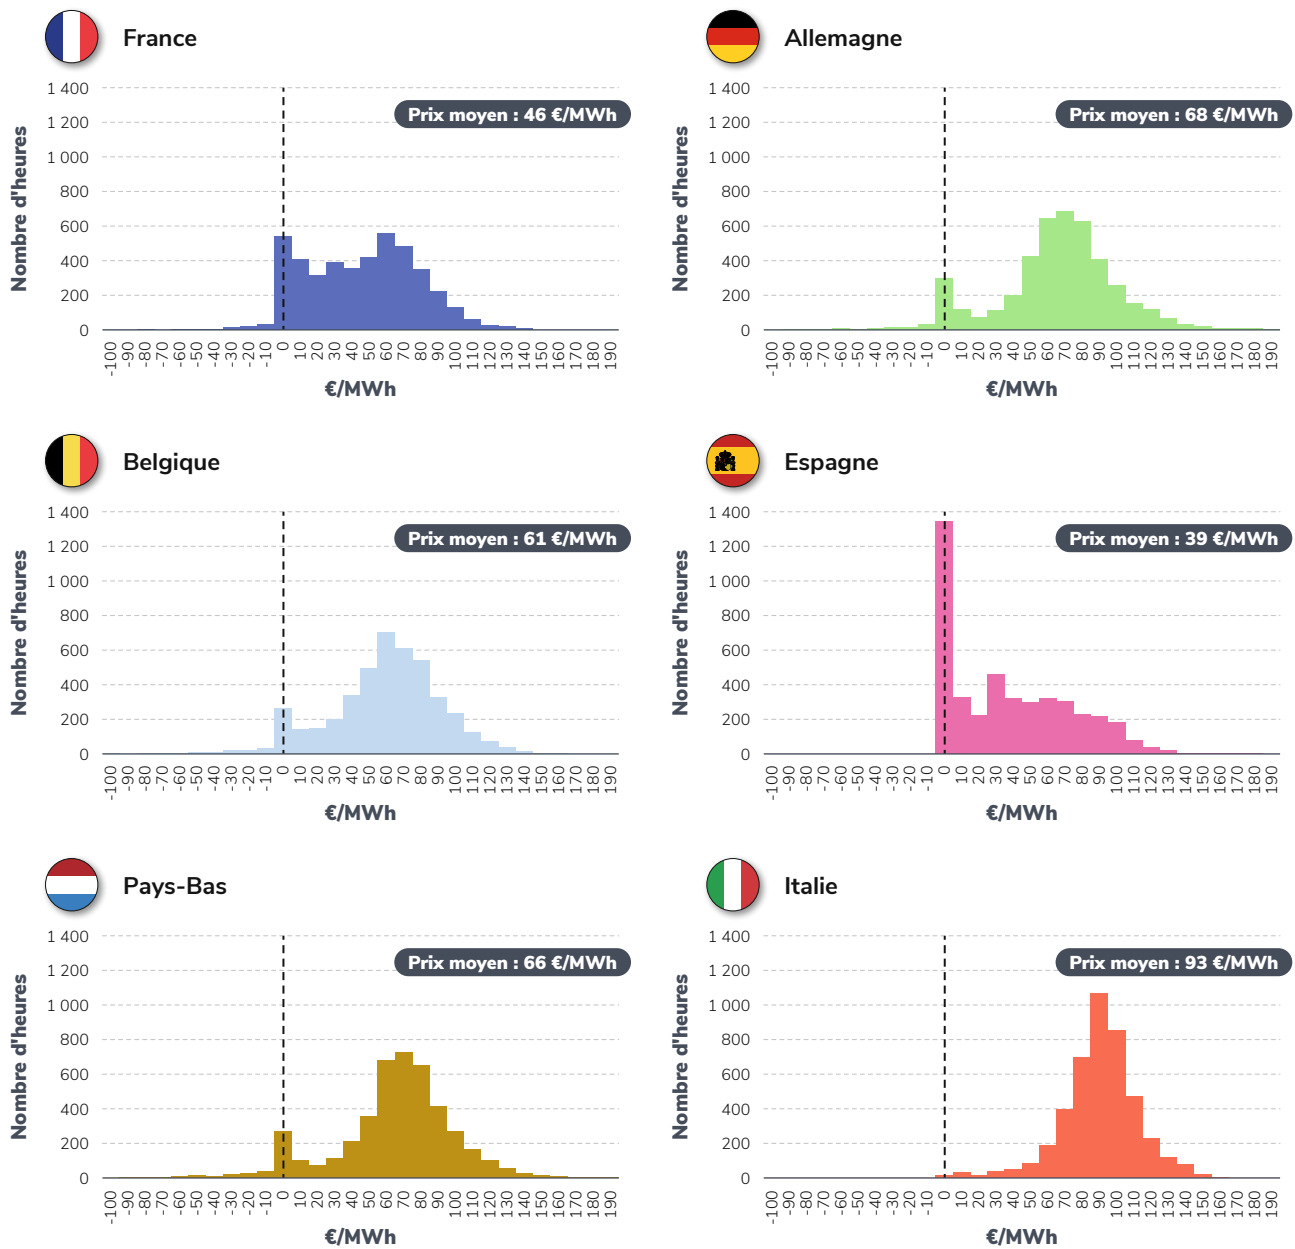 France
Prix moyen : 46 €/MWh
Nombre d'heures
1 400
1 200
1 000
800
600
400
200
0
-100 -90 -80 -70 -60 -50 -40 -30 -20 -10 0 10 20 30 40 50 60 70 80 90 100 110 120 130 140 150 160 170 180 190
€/MWh
Allemagne
Prix moyen : 68 €/MWh
Nombre d'heures
1 400
1 200
1 000
800
600
400
200
0
-100 -90 -80 -70 -60 -50 -40 -30 -20 -10 0 10 20 30 40 50 60 70 80 90 100 110 120 130 140 150 160 170 180 190
€/MWh
Belgique
Prix moyen : 61 €/MWh
Nombre d'heures
1 400
1 200
1 000
800
600
400
200
0
-100 -90 -80 -70 -60 -50 -40 -30 -20 -10 0 10 20 30 40 50 60 70 80 90 100 110 120 130 140 150 160 170 180 190
€/MWh
Espagne
Prix moyen : 39 €/MWh
Nombre d'heures
1 400
1 200
1 000
800
600
400
200
0
-100 -90 -80 -70 -60 -50 -40 -30 -20 -10 0 10 20 30 40 50 60 70 80 90 100 110 120 130 140 150 160 170 180 190
€/MWh
Pays-Bas
Prix moyen : 66 €/MWh
Nombre d'heures
1 400
1 200
1 000
800
600
400
200
0
-100 -90 -80 -70 -60 -50 -40 -30 -20 -10 0 10 20 30 40 50 60 70 80 90 100 110 120 130 140 150 160 170 180 190
€/MWh
Italie
Prix moyen : 93 €/MWh
Nombre d'heures
1 400
1 200
1 000
800
600
400
200
0
-100 -90 -80 -70 -60 -50 -40 -30 -20 -10 0 10 20 30 40 50 60 70 80 90 100 110 120 130 140 150 160 170 180 190
€/MWh